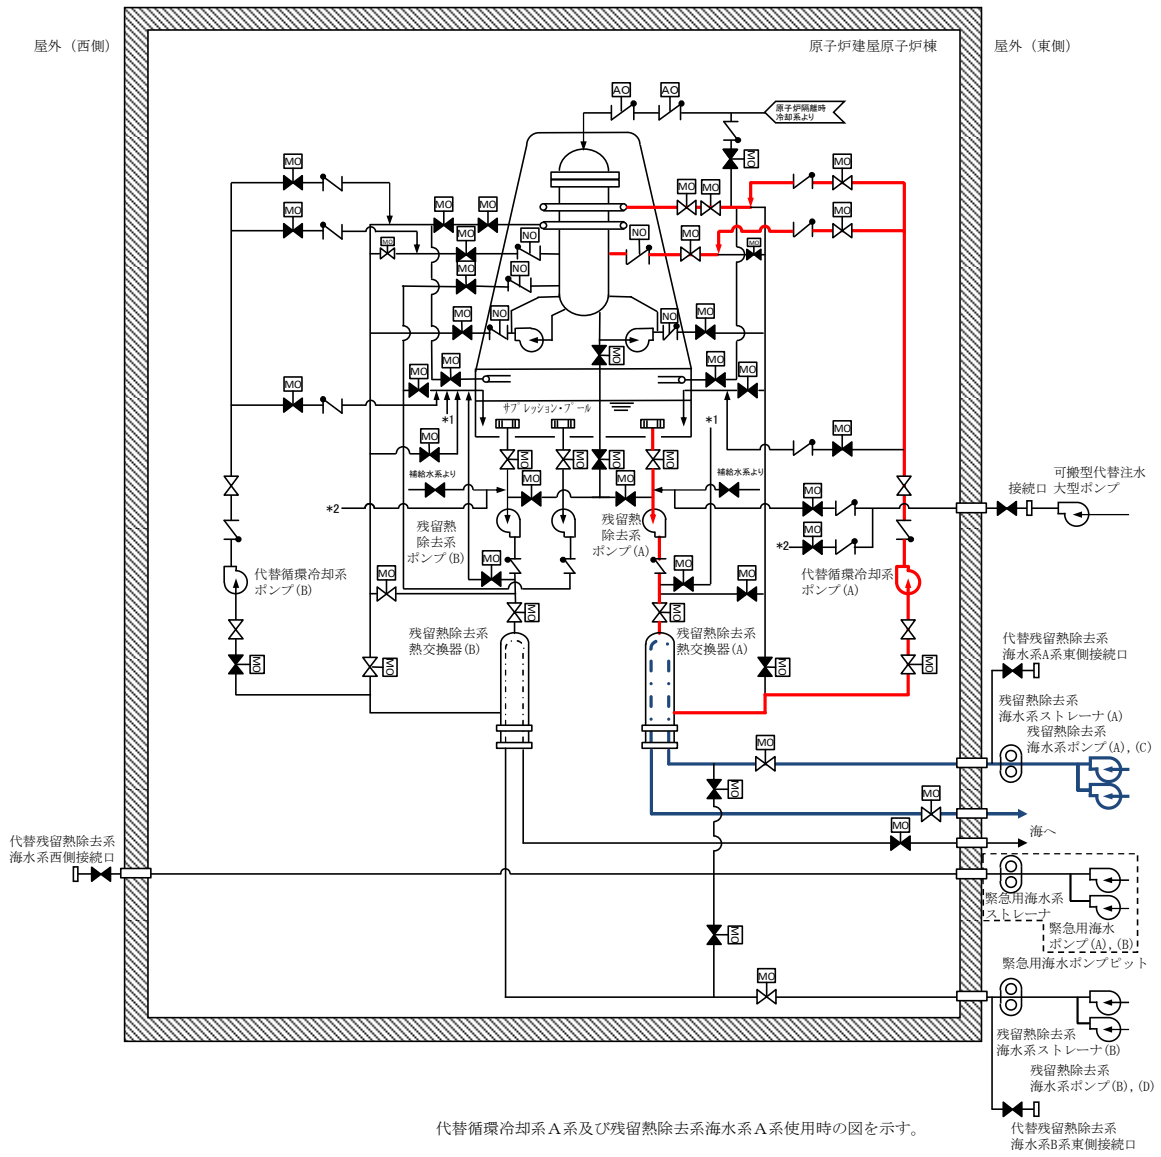 屋外（西側）
原子炉建屋原子炉棟
屋外（東側）
AO
AO
原子炉隔離時
冷却系より
MO
MO
MO
MO
MO
MO
MO
MO
MO
MO
MO
NO
NO
MO
MO
MO
MO
NO
MO
MO
NO
NO
MO
MO
MO
MO
MO
MO
MO
サプレッション・プール
*1
*1
MO
MO
MO
MO
MO
MO
補給水系より
補給水系より
MO
MO
MO
*2
*2
MO
可搬型代替注水
大型ポンプ
接続口
残留熱
除去系
ポンプ(B)
残留熱
除去系
ポンプ(A)
MO
MO
MO
MO
代替循環冷却系
ポンプ(B)
代替循環冷却系
ポンプ(A)
MO
MO
残留熱除去系
熱交換器(B)
残留熱除去系
熱交換器(A)
MO
MO
MO
MO
代替残留熱除去系
海水系A系東側接続口
残留熱除去系
海水系ストレーナ(A)
残留熱除去系
海水系ポンプ(A),(C)
MO
MO
MO
MO
海へ
代替残留熱除去系
海水系西側接続口
緊急用海水系
ストレーナ
緊急用海水
ポンプ(A),(B)
緊急用海水ポンプピット
MO
MO
残留熱除去系
海水系ストレーナ(B)
残留熱除去系
海水系ポンプ(B),(D)
代替残留熱除去系
海水系B系東側接続口
代替循環冷却系Ａ系及び残留熱除去系海水系Ａ系使用時の図を示す。